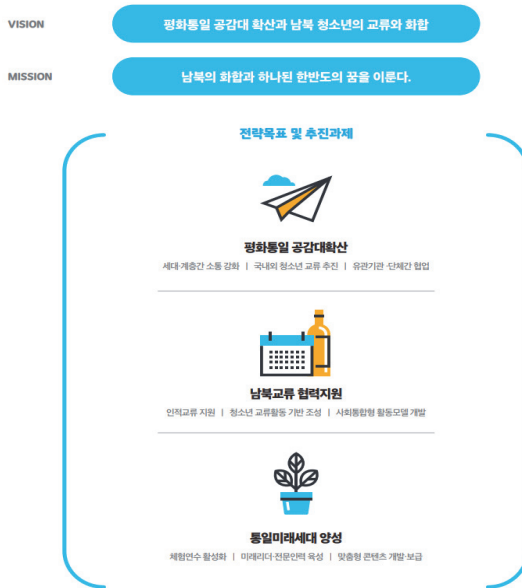 VISION
평화통일 공감대 확산과 남북 청소년의 교류와 화합
MISSION
남북의 화합과 하나된 한반도의 꿈을 이룬다.
전략목표 및 추진과제
평화통일 공감대확산
세대·계층간 소통 강화 | 국내외 청소년 교류 추진 | 유관기관·단체간 협업
남북교류 협력지원
인적교류 지원 | 청소년 교류활동 기반 조성 | 사회통합형 활동모델 개발
통일미래세대 양성
체험연수 활성화 | 미래리더·전문인력 육성 | 맞춤형 콘텐츠 개발·보급